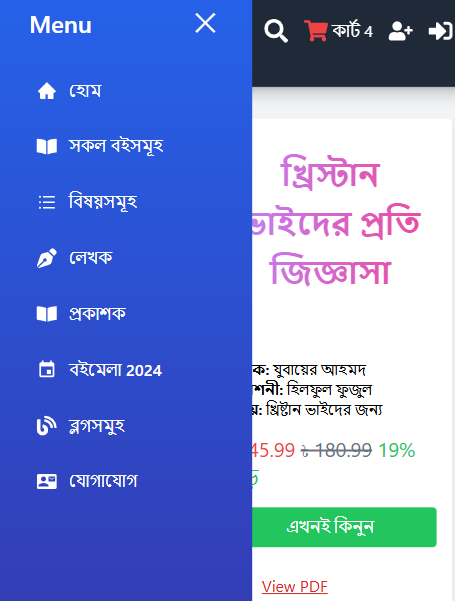 Menu
কার্ট 4
হোম
সকল বইসমূহ
বিষয়সমূহ
লেখক
প্রকাশক
বইমেলা 2024
ব্লগসমুহ
যোগাযোগ
খ্রিস্টান
ভাইদের প্রতি
জিজ্ঞাসা
ক: যুবায়ের আহমদ
শনী: হিলফুল ফুজুল
য়: খ্রিষ্টান ভাইদের জন্য
45.99 ৳ 180.99 19%
এখনই কিনুন
View PDF